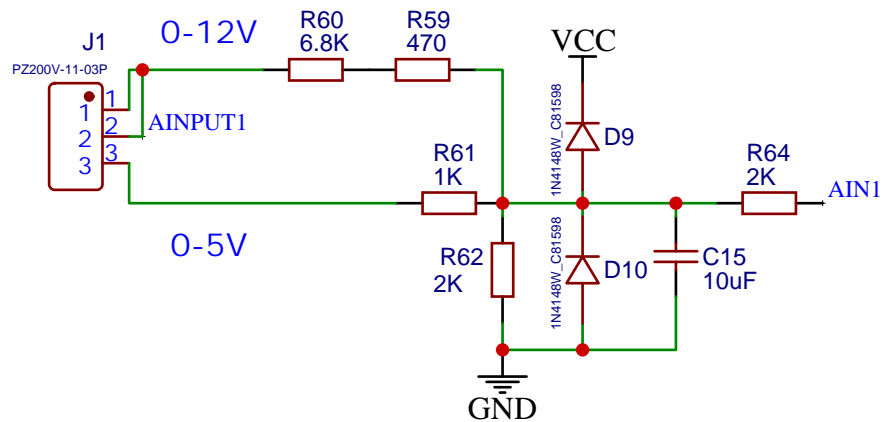 J1
PZ200V-11-03P
1
2
3
1
2
3
AINPUT1
0-12V
R60
6.8K
R59
470
R61
1K
0-5V
R62
2K
VCC
1N4148W_C81598
D9
1N4148W_C81598
D10
C15
10uF
R64
2K
AIN1
GND